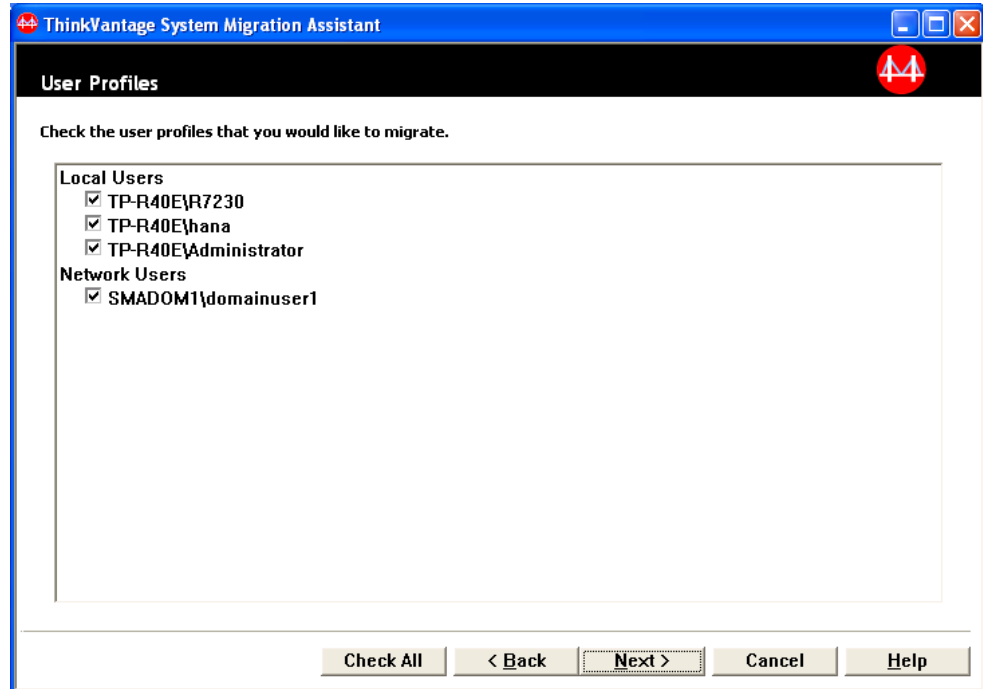 ThinkVantage System Migration Assistant
User Profiles
Check the user profiles that you would like to migrate.
Local Users
TP-R40E\R7230
TP-R40E\hana
TP-R40E\Administrator
Network Users
SMADOM1\domainuser1
Check All < Back Next > Cancel Help